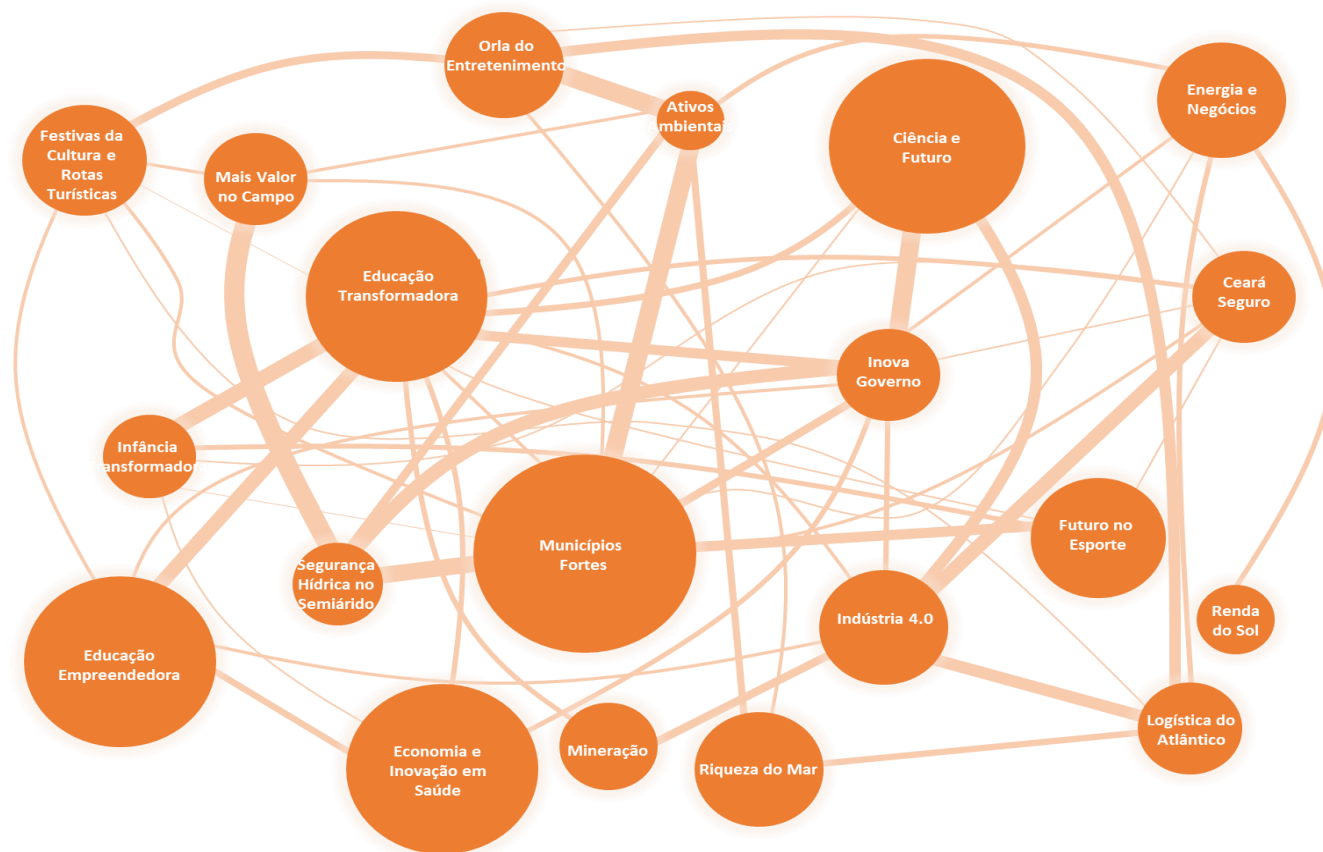 Orla do
Entretenimento
Ativos
Ambientais
Energia e
Negócios
Ciência e
Futuro
Festivas da
Cultura e
Rotas
Turísticas
Mais Valor
no Campo
Educação
Transformadora
Ceará
Seguro
Inova
Governo
Infância
Transformadora
Municípios
Fortes
Futuro no
Esporte
Segurança
Hídrica no
Semiárido
Indústria 4.0
Renda
do Sol
Educação
Empreendedora
Logística do
Atlântico
Economia e
Inovação em
Saúde
Mineração
Riqueza do Mar